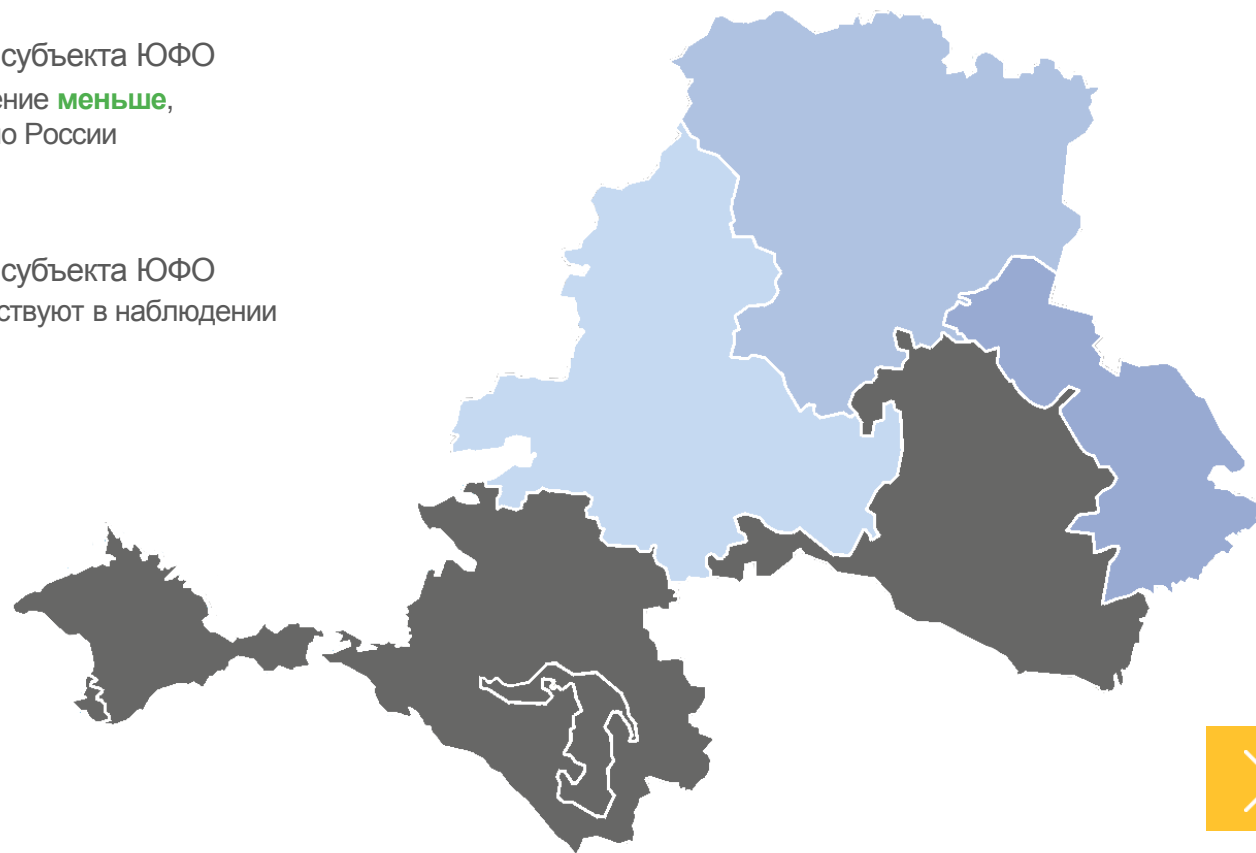 субъекта ЮФО
ение меньше,
о России
субъекта ЮФО
ствуют в наблюдении